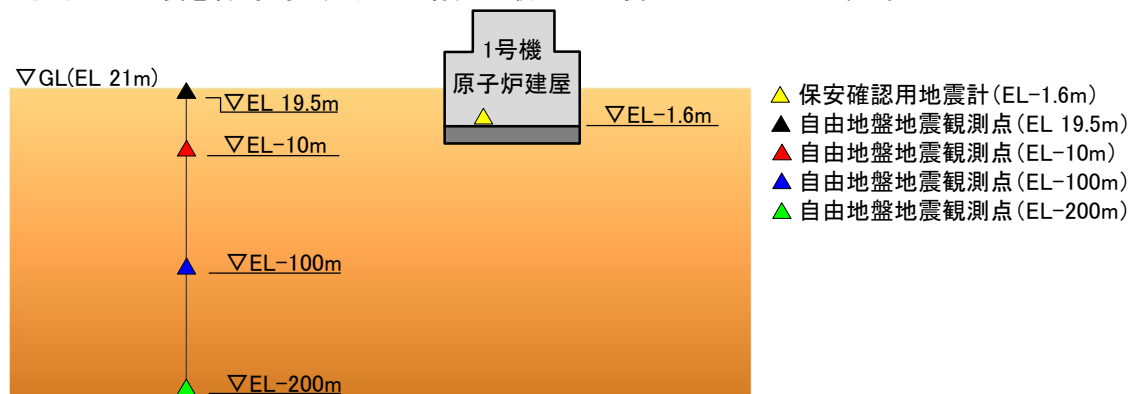 1号機
原子炉建屋
▽GL(EL 21m)
▽EL 19.5m
▽EL-1.6m
▽EL-10m
▽EL-100m
▽EL-200m
△ 保安確認用地震計(EL-1.6m)
▲ 自由地盤地震観測点(EL 19.5m)
▲ 自由地盤地震観測点(EL-10m)
▲ 自由地盤地震観測点(EL-100m)
▲ 自由地盤地震観測点(EL-200m)